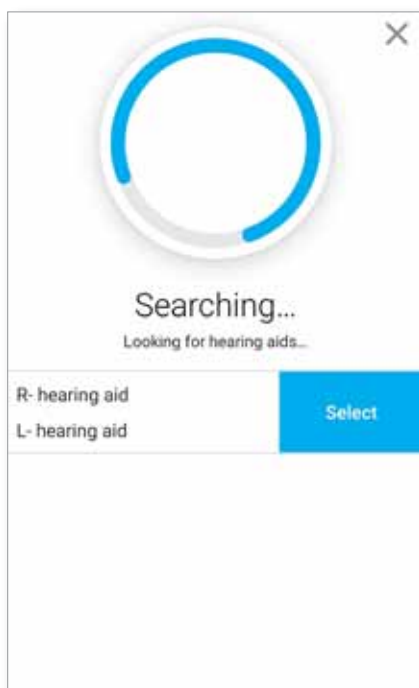 Searching...
Looking for hearing aids...
R- hearing aid
L- hearing aid
Select